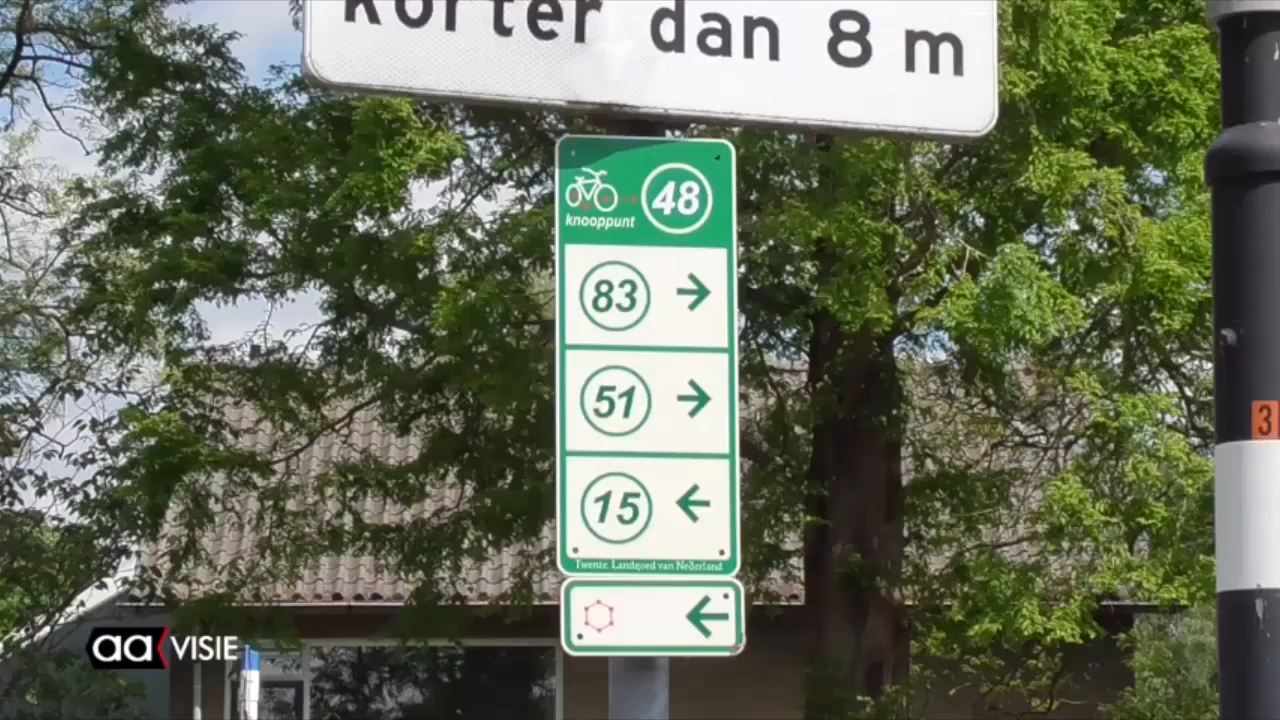 korter dan 8 m
48
knooppunt
83 →
51 →
15 ←
Twente. Landgoed van Nederland
←
3
aa VISIE